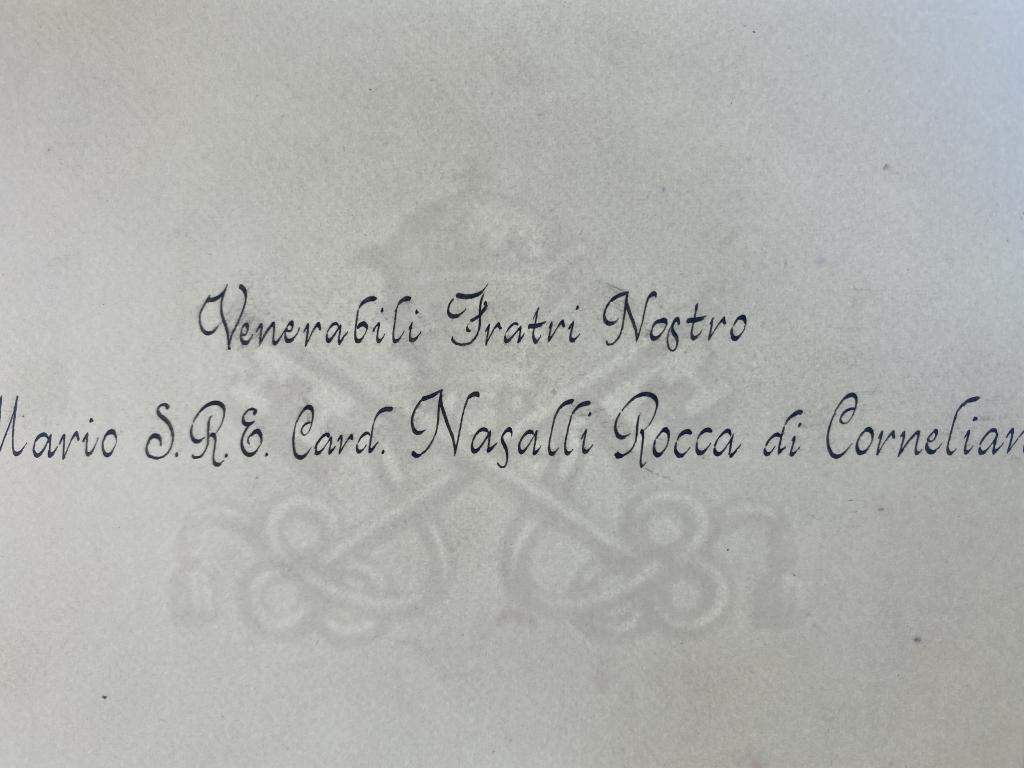 Venerabili Fratri Nostro
Mario S.R.E. Card. Nasalli Rocca di Cornelian